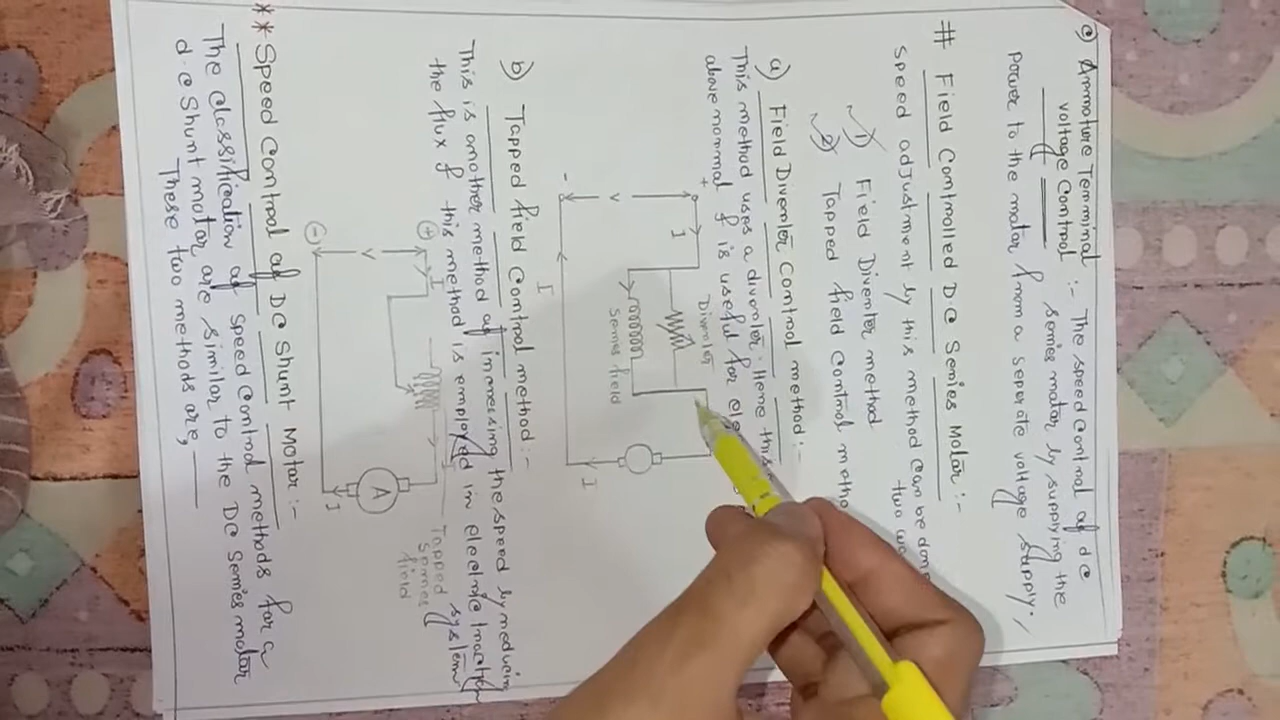 c) Armature Terminal :- The speed control of dc
voltage control series motor by supplying the
power to the motor from a separate voltage supply.
# Field Controlled DC Series Motor :-
speed adjustment by this method can be done
two
1) Field Diverter method
2) Tapped field control
a) Field Diverter Control method :-
This method uses a diverter. Here this
above normal & is useful for
+
I
V
-
Diverter
Series field
I
I
b) Tapped field Control method :-
This is another method of increasing the speed by reducing
the flux & this method is employed in electric traction
system
+
I
V
-
A
I
Tapped
series
field
** Speed Control of DC Shunt Motor :-
The classification of speed control methods for a
d.c shunt motor are similar to the DC series motor
These two methods are,